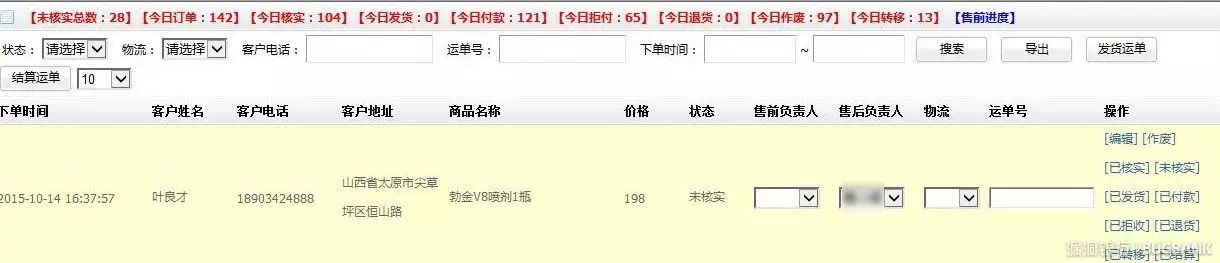 【未核实总数：28】【今日订单：142】【今日核实：104】【今日发货：0】【今日付款：121】【今日拒付：65】【今日退货：0】【今日作废：97】【今日转移：13】【售前进度】
状态： 请选择 物流： 请选择 客户电话： 运单号： 下单时间： ~ 搜索 导出 发货运单
结算运单 10
下单时间 客户姓名 客户电话 客户地址 商品名称 价格 状态 售前负责人 售后负责人 物流 运单号 操作
[编辑] [作废]
[已核实] [未核实]
山西省太原市尖草
2015-10-14 16:37:57 叶良才 18903424888 勃金V8喷剂1瓶 198 未核实 [已发货] [已付款]
坪区恒山路
[已拒收] [已退货]
[已转移] [已结算]